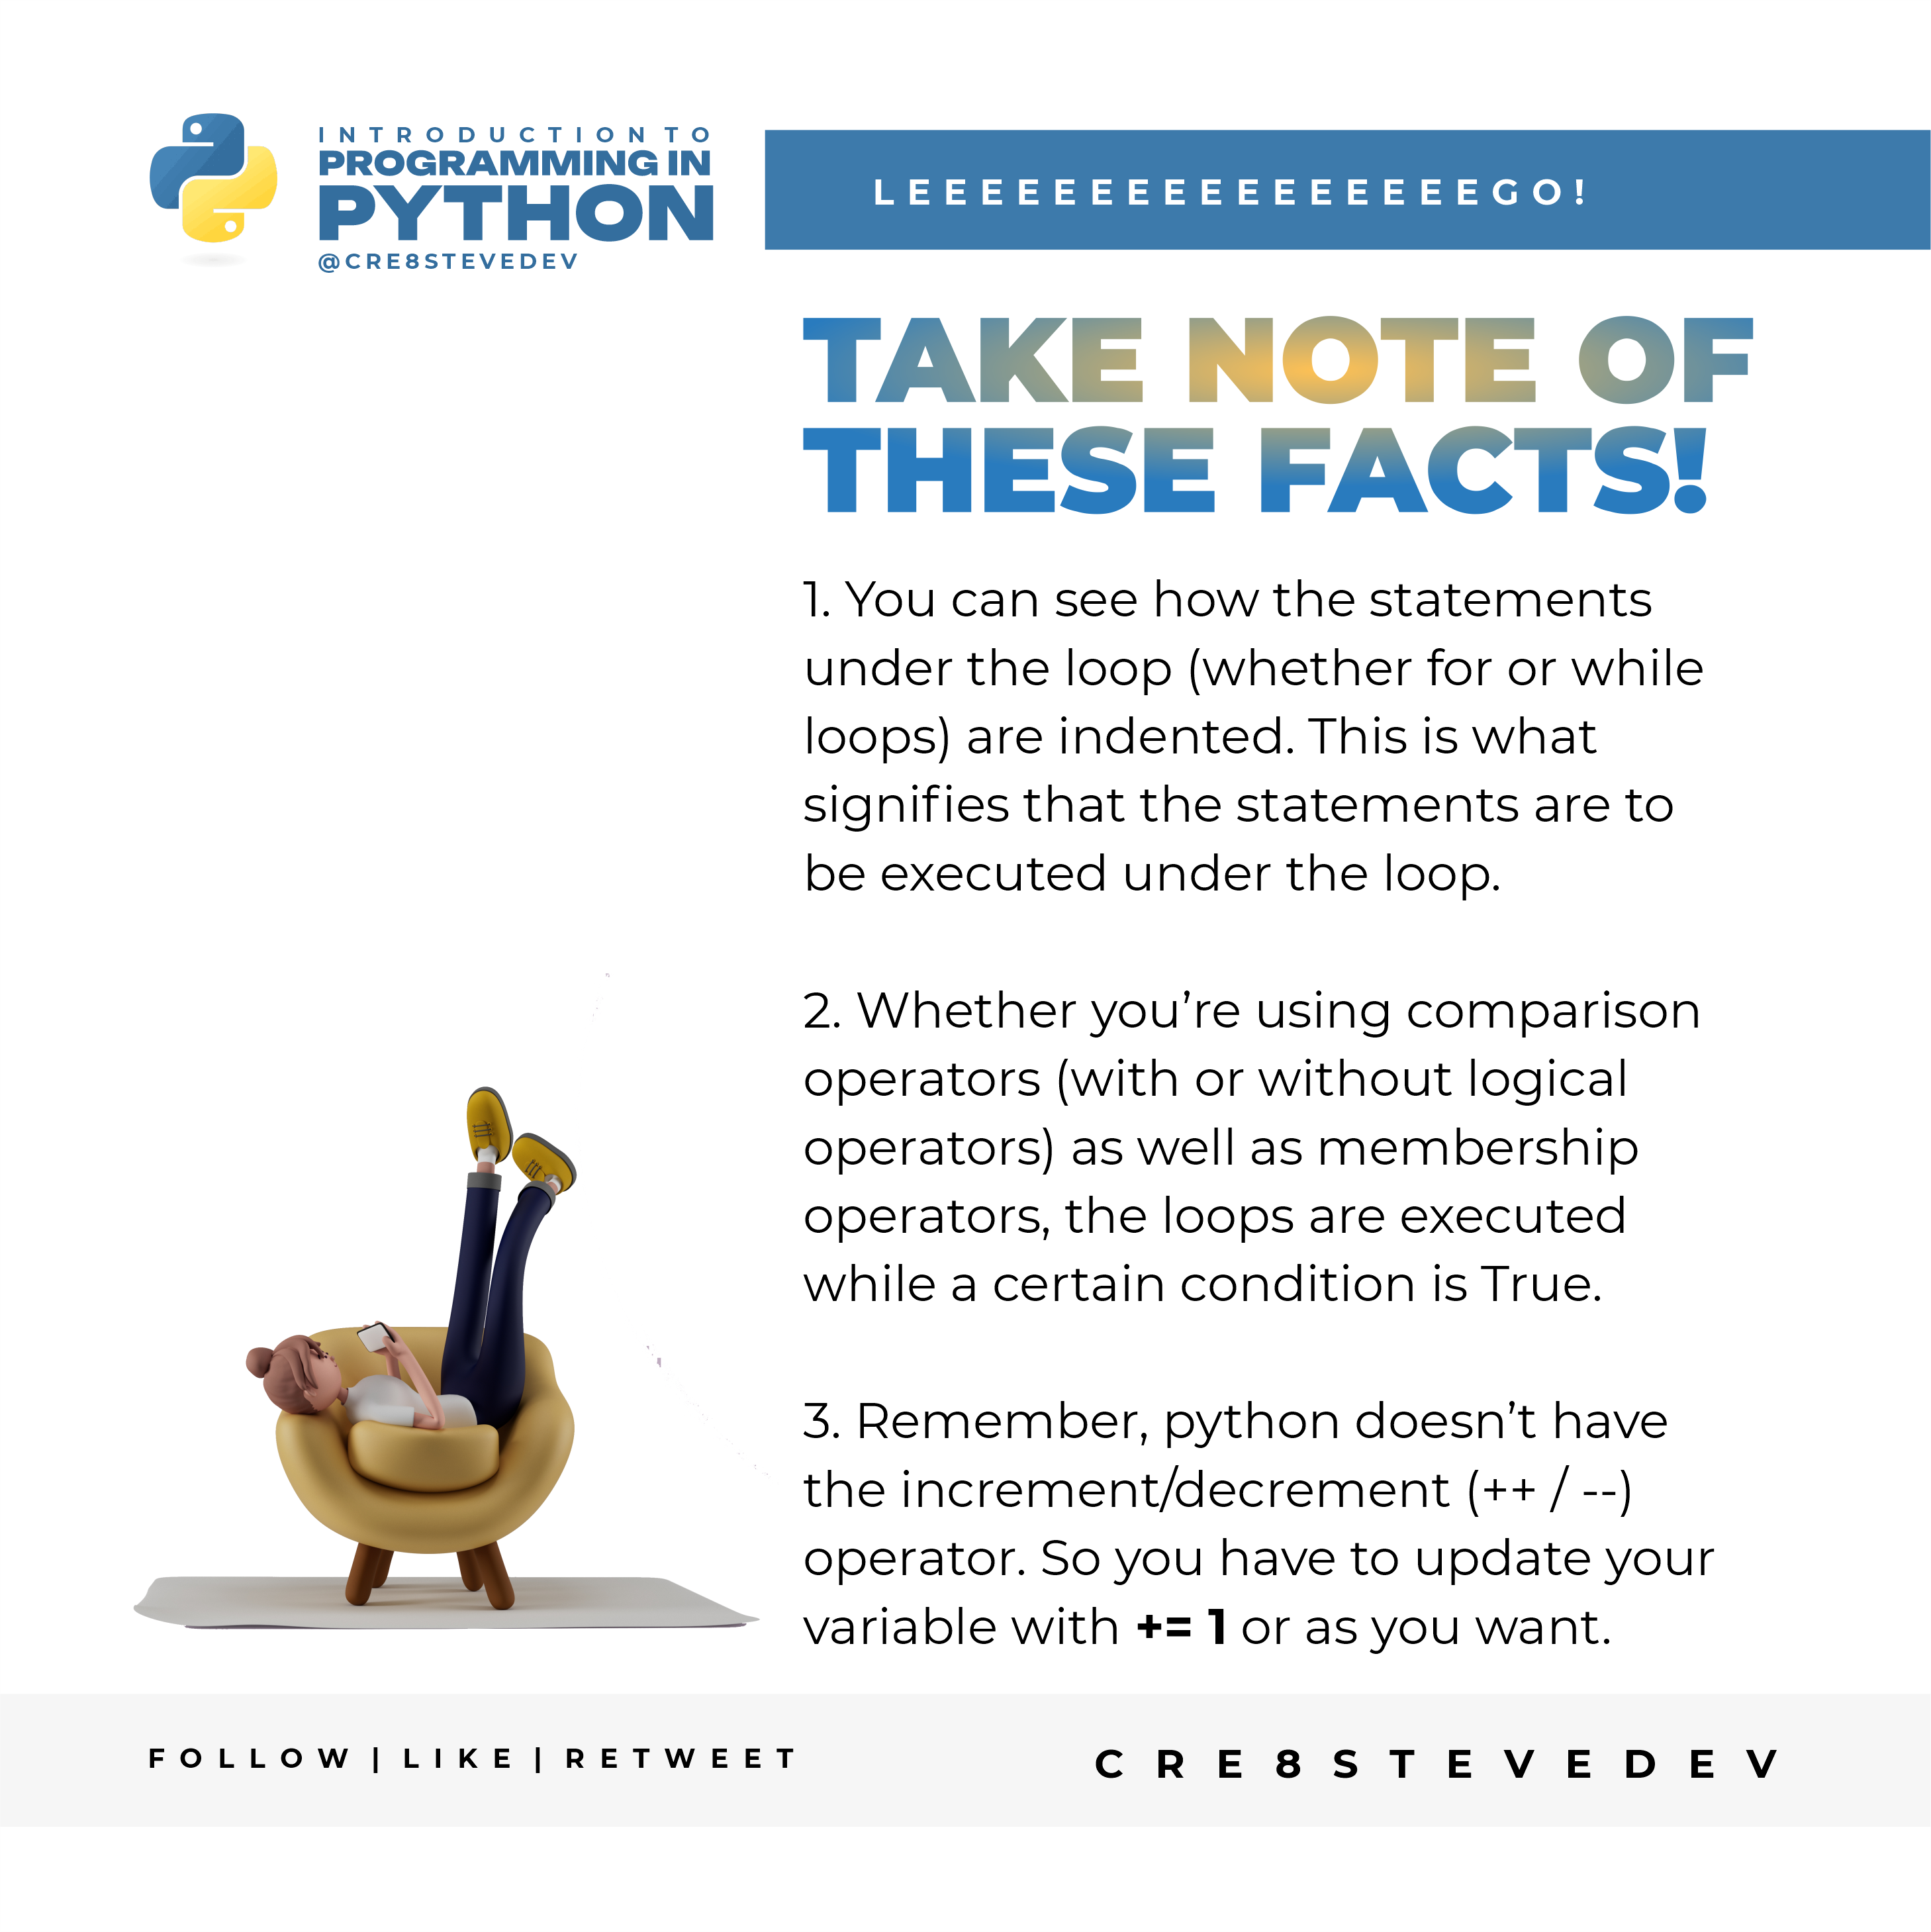 INTRODUCTION TO
PROGRAMMING IN
PYTHON
@CRE8STEVEDEV
LEEEEEEEEEEEEEEEEGO!
TAKE NOTE OF
THESE FACTS!
1. You can see how the statements
under the loop (whether for or while
loops) are indented. This is what
signifies that the statements are to
be executed under the loop.
2. Whether you’re using comparison
operators (with or without logical
operators) as well as membership
operators, the loops are executed
while a certain condition is True.
3. Remember, python doesn’t have
the increment/decrement (++ / --)
operator. So you have to update your
variable with += 1 or as you want.
FOLLOW | LIKE | RETWEET
CRE8STEVEDEV